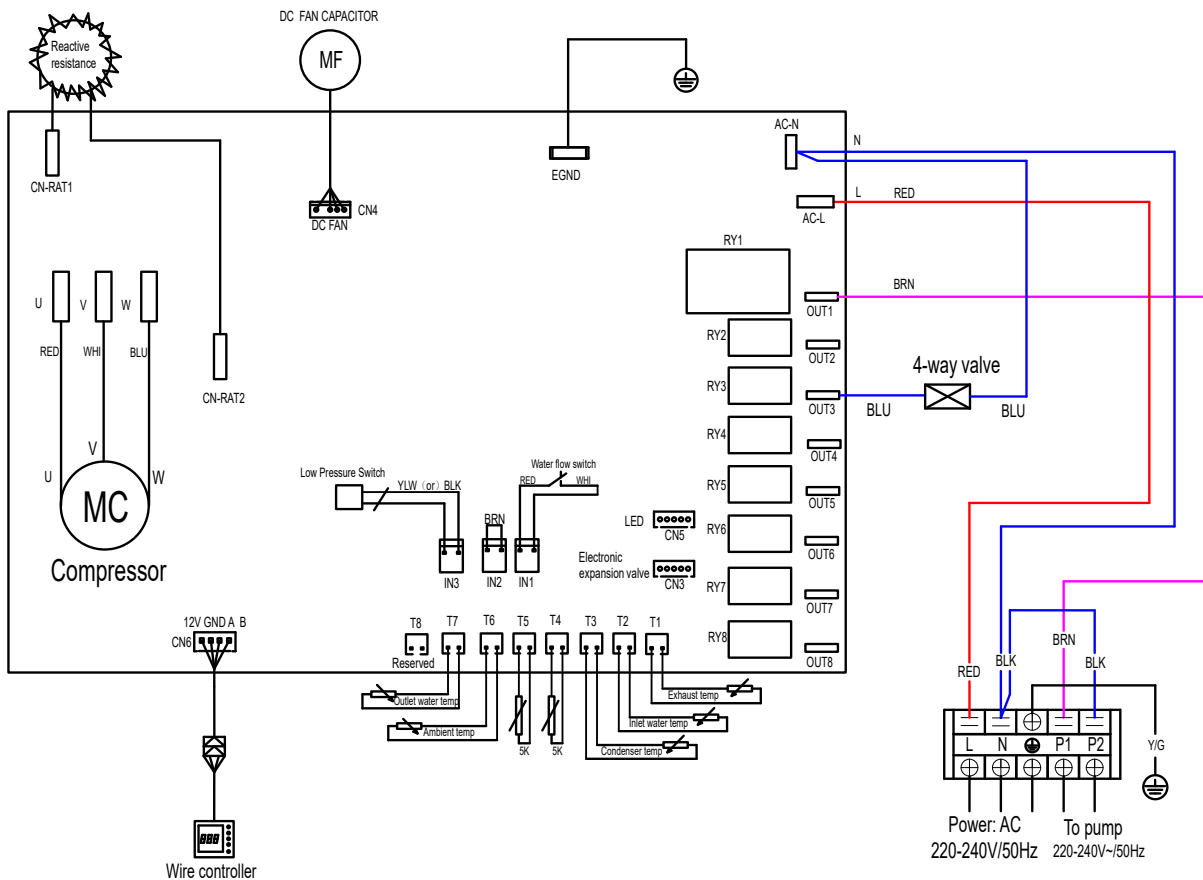 DC FAN CAPACITOR
Reactive
resistance
MF
AC-N
N
CN-RAT1
EGND
CN4
DC FAN
L
RED
AC-L
RY1
BRN
OUT1
U
V
W
RED
WHI
BLU
CN-RAT2
RY2
OUT2
4-way valve
RY3
OUT3
BLU
BLU
RY4
OUT4
V
U
W
MC
Compressor
Low Pressure Switch
YLW (or) BLK
Water flow switch
RED
WHI
BRN
IN3
IN2
IN1
LED
CN5
Electronic
expansion valve
CN3
RY5
OUT5
RY6
OUT6
RY7
OUT7
RY8
OUT8
12V GND A B
CN6
T8
T7
T6
T5
T4
T3
T2
T1
Reserved
Outlet water temp
Exhaust temp
Ambient temp
Inlet water temp
5K
5K
Condenser temp
Wire controller
RED
BLK
BRN
BLK
L
N
P1
P2
Y/G
Power: AC
220-240V/50Hz
To pump
220-240V~/50Hz
888